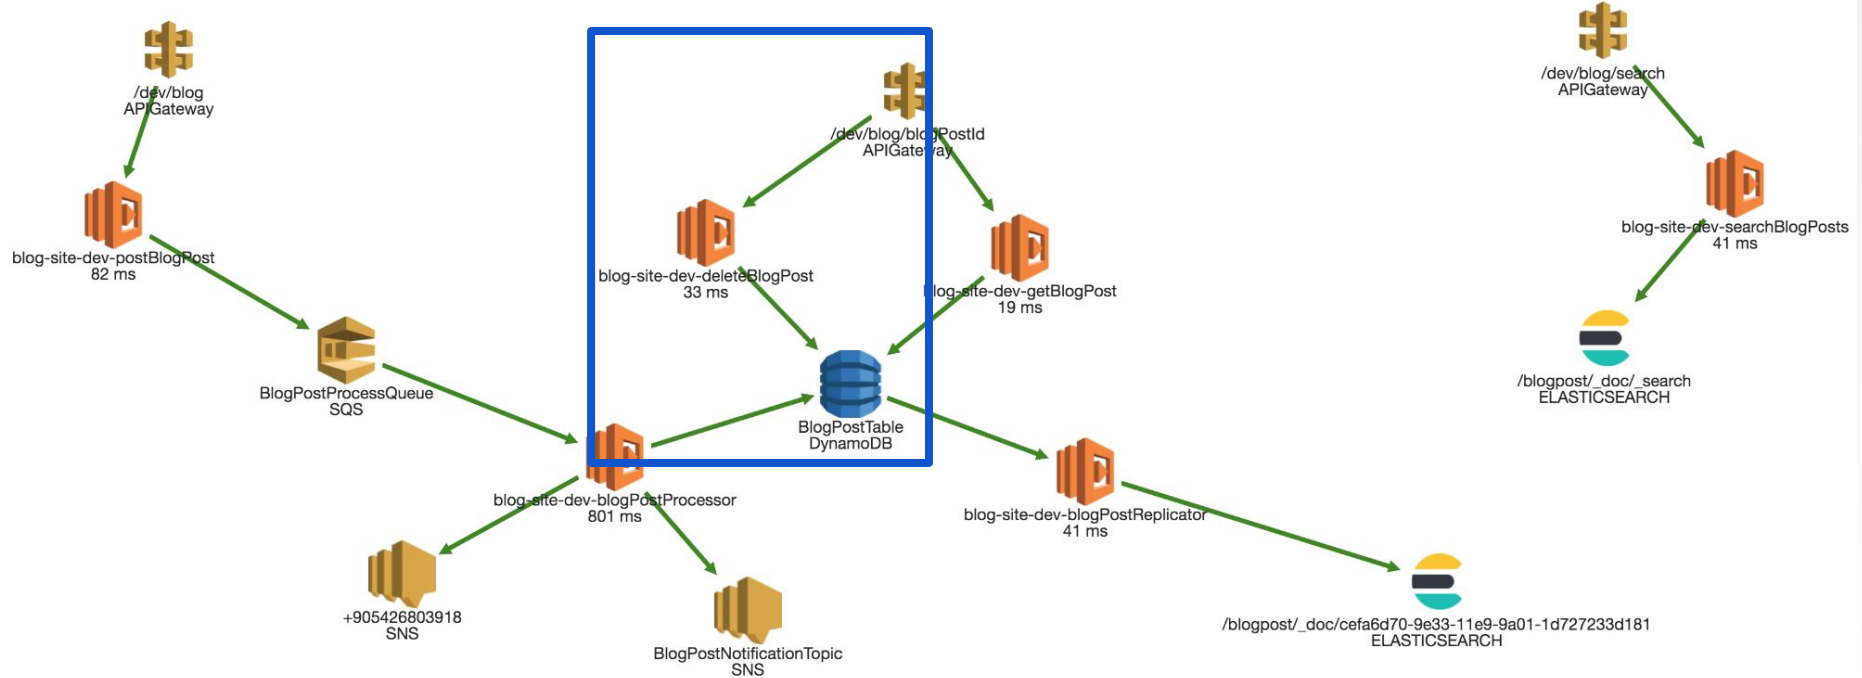 /dev/blog
APIGateway
/dev/blog/blogPostId
APIGateway
/dev/blog/search
APIGateway
blog-site-dev-postBlogPost
82 ms
blog-site-dev-deleteBlogPost
33 ms
blog-site-dev-getBlogPost
19 ms
blog-site-dev-searchBlogPosts
41 ms
BlogPostProcessQueue
SQS
BlogPostTable
DynamoDB
/blogpost/_doc/_search
ELASTICSEARCH
blog-site-dev-blogPostProcessor
801 ms
blog-site-dev-blogPostReplicator
41 ms
+905426803918
SNS
BlogPostNotificationTopic
SNS
/blogpost/_doc/cefa6d70-9e33-11e9-9a01-1d727233d181
ELASTICSEARCH